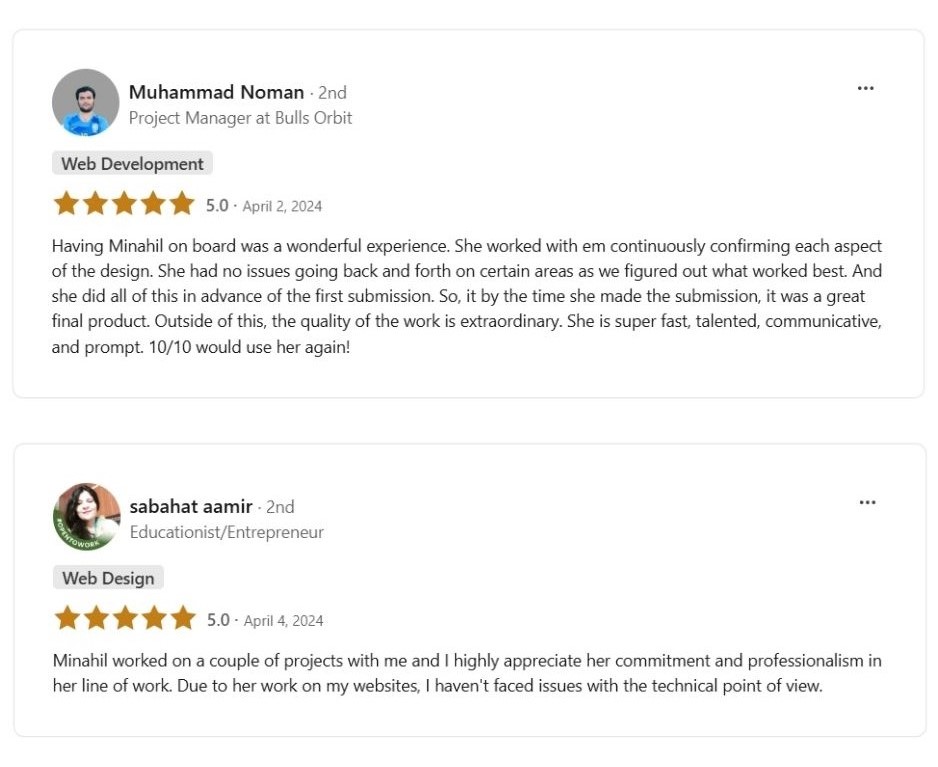 Muhammad Noman · 2nd
Project Manager at Bulls Orbit
Web Development
5.0 · April 2, 2024
Having Minahil on board was a wonderful experience. She worked with em continuously confirming each aspect
of the design. She had no issues going back and forth on certain areas as we figured out what worked best. And
she did all of this in advance of the first submission. So, it by the time she made the submission, it was a great
final product. Outside of this, the quality of the work is extraordinary. She is super fast, talented, communicative,
and prompt. 10/10 would use her again!
sabahat aamir · 2nd
Educationist/Entrepreneur
#OPENTOWORK
Web Design
5.0 · April 4, 2024
Minahil worked on a couple of projects with me and I highly appreciate her commitment and professionalism in
her line of work. Due to her work on my websites, I haven't faced issues with the technical point of view.